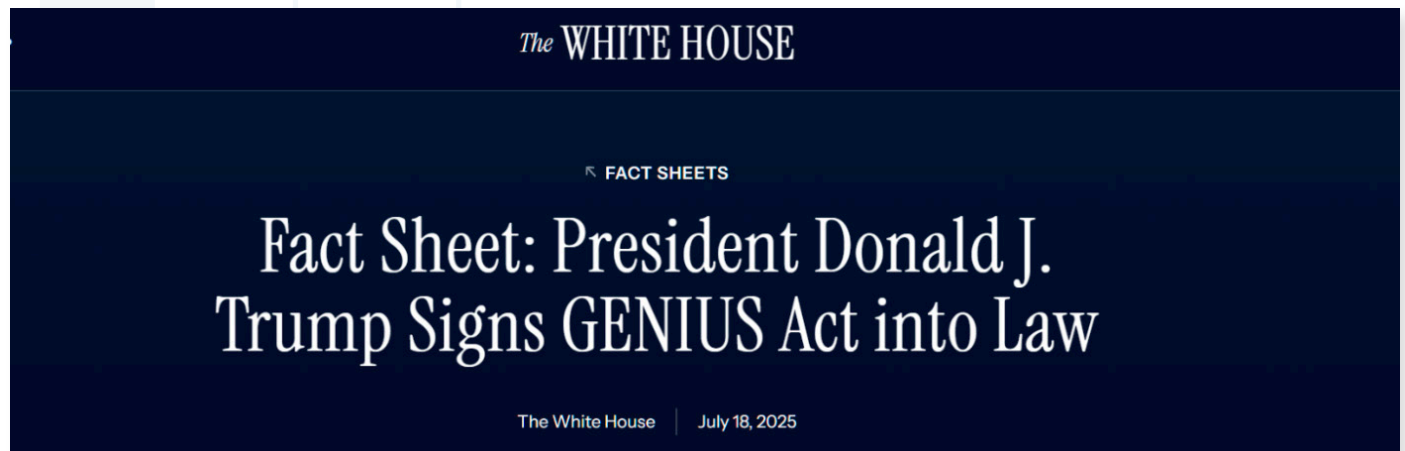 The WHITE HOUSE
FACT SHEETS
Fact Sheet: President Donald J.
Trump Signs GENIUS Act into Law
The White House | July 18, 2025